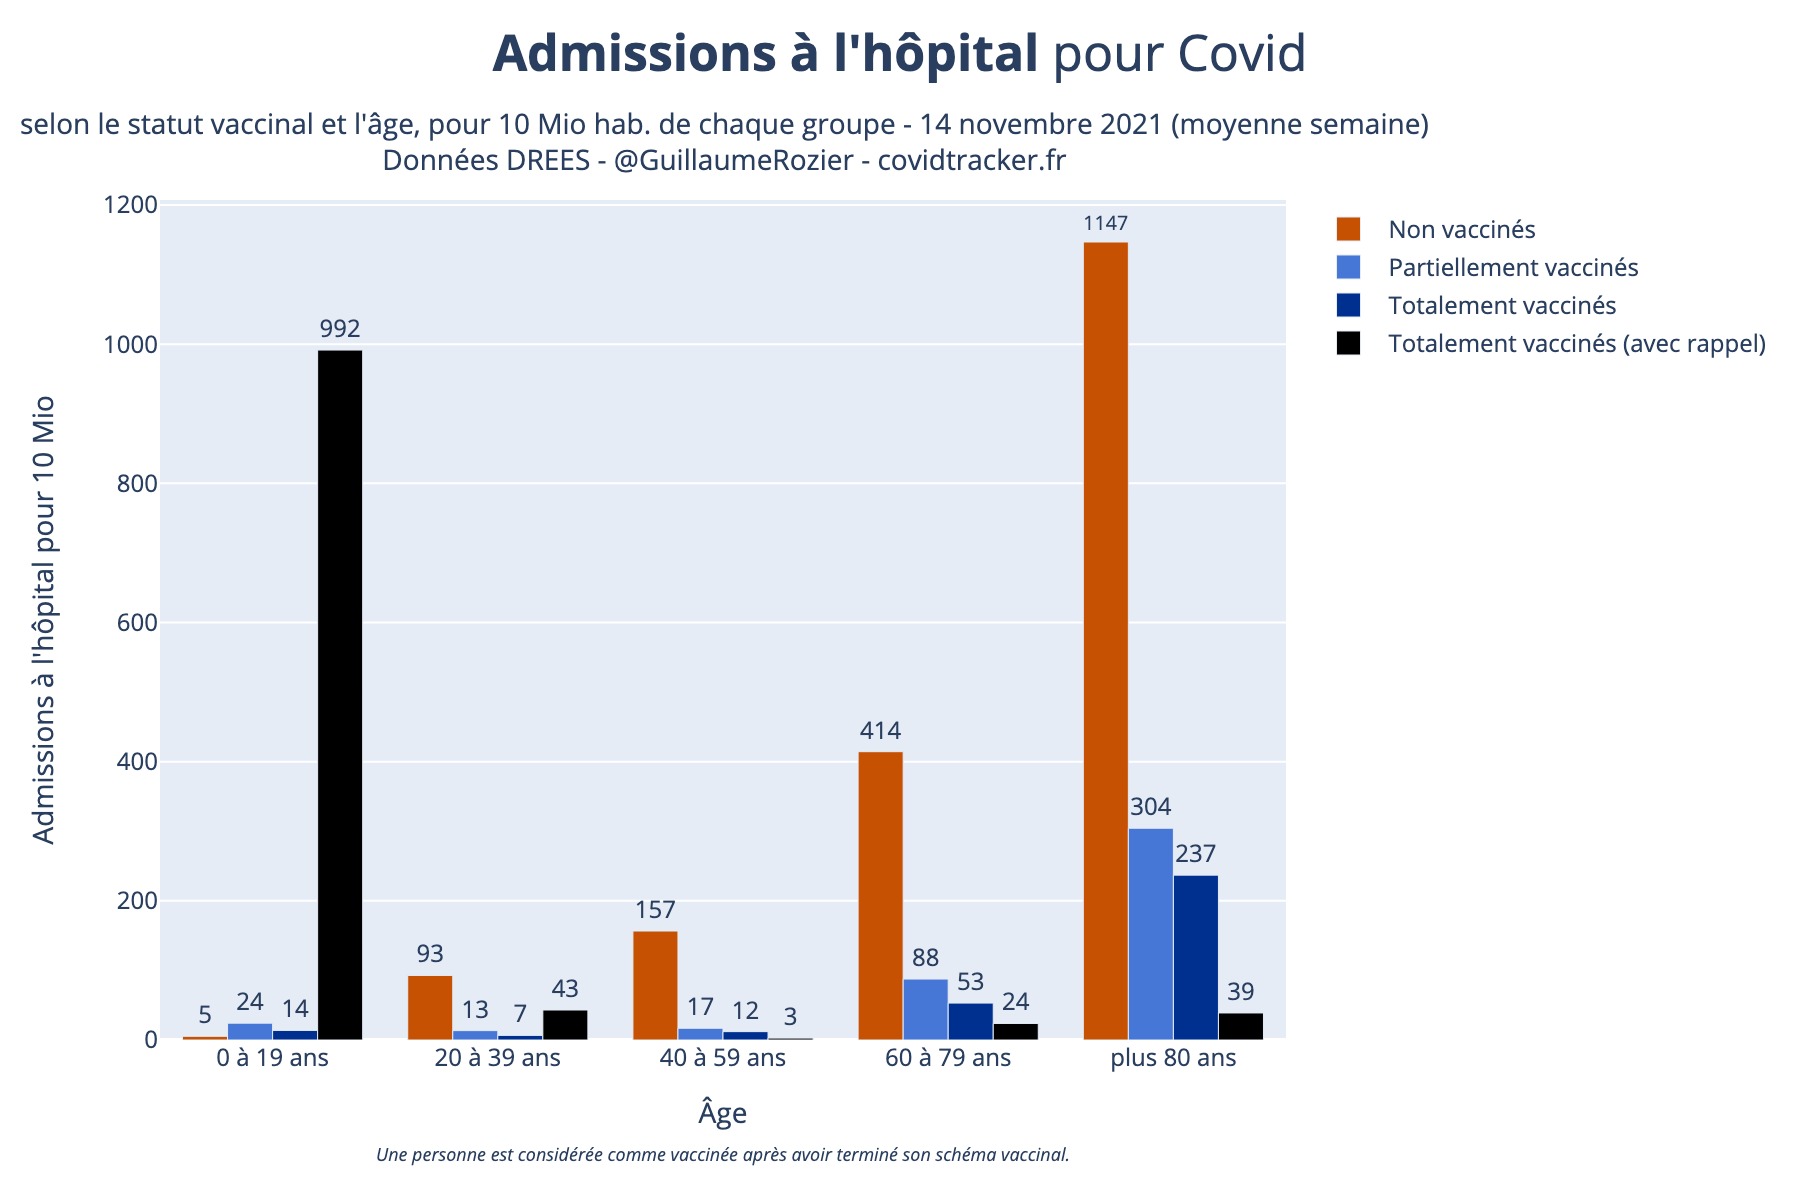 Admissions à l'hôpital pour Covid
selon le statut vaccinal et l'âge, pour 10 Mio hab. de chaque groupe - 14 novembre 2021 (moyenne semaine)
Données DREES - @GuillaumeRozier - covidtracker.fr
Non vaccinés
Partiellement vaccinés
Totalement vaccinés
Totalement vaccinés (avec rappel)
Admissions à l'hôpital pour 10 Mio
1200
1000
800
600
400
200
0
5 24 14 992
93 13 7 43
157 17 12 3
414 88 53 24
1147 304 237 39
0 à 19 ans 20 à 39 ans 40 à 59 ans 60 à 79 ans plus 80 ans
Âge
Une personne est considérée comme vaccinée après avoir terminé son schéma vaccinal.